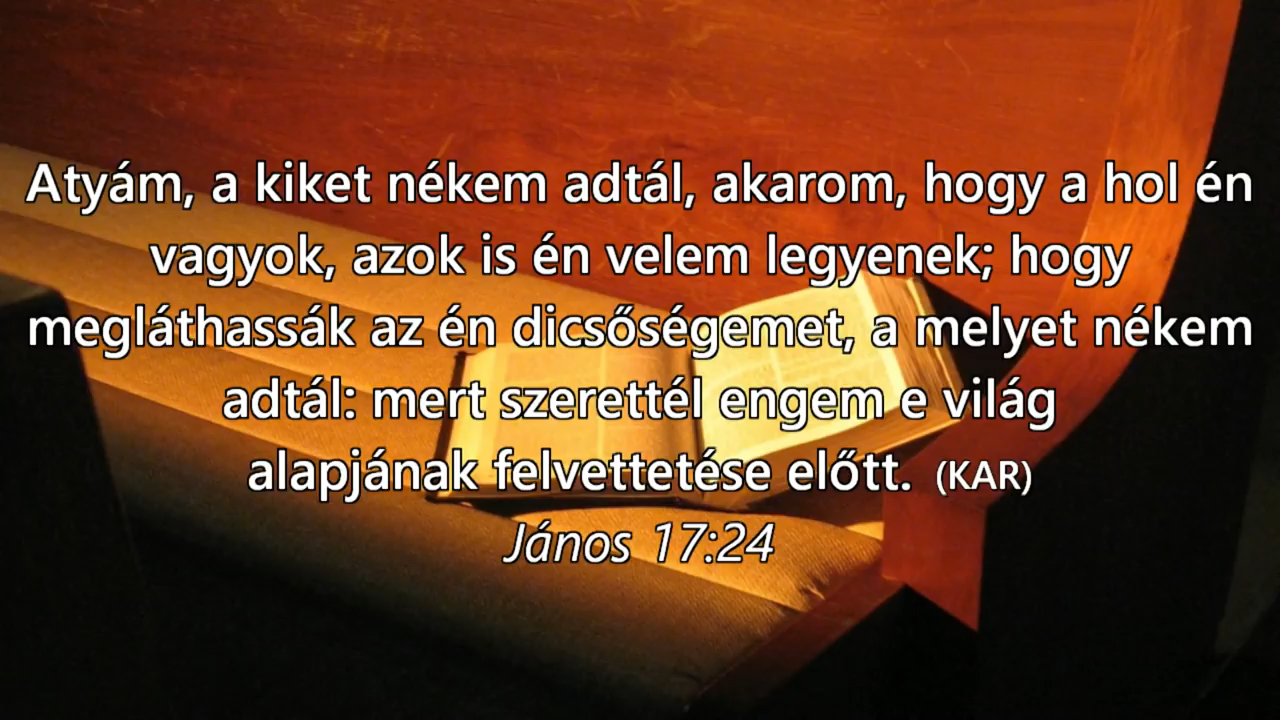 Atyám, a kiket nékem adtál, akarom, hogy a hol én
vagyok, azok is én velem legyenek; hogy
megláthassák az én dicsőségemet, a melyet nékem
adtál: mert szerettél engem e világ
alapjának felvettetése előtt. (KAR)
János 17:24